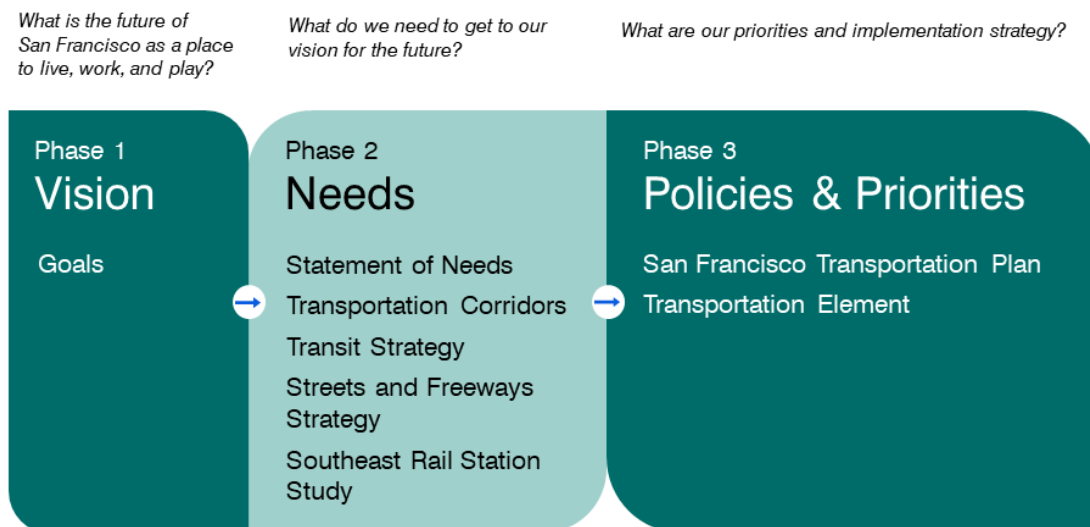 What is the future of
San Francisco as a place
to live, work, and play?
What do we need to get to our
vision for the future?
What are our priorities and implementation strategy?
Phase 1
Vision
Goals
Phase 2
Needs
Statement of Needs
Transportation Corridors
Transit Strategy
Streets and Freeways
Strategy
Southeast Rail Station
Study
Phase 3
Policies & Priorities
San Francisco Transportation Plan
Transportation Element